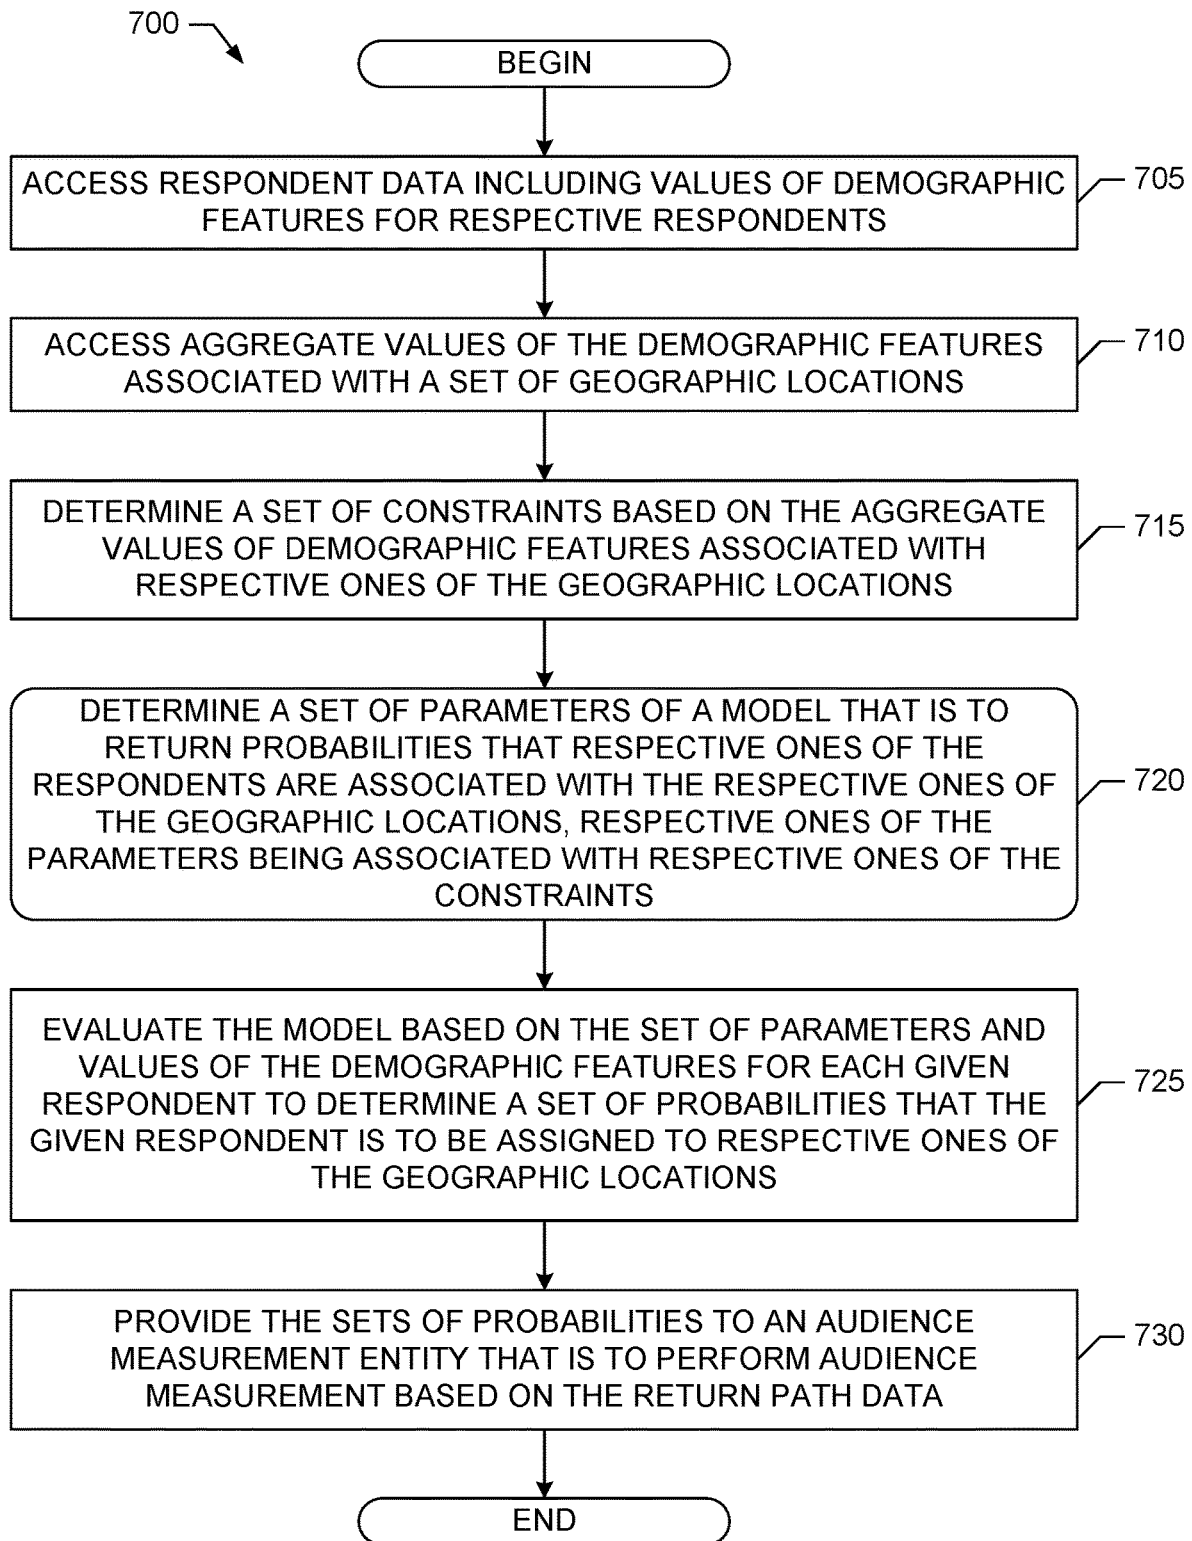 700
BEGIN
ACCESS RESPONDENT DATA INCLUDING VALUES OF DEMOGRAPHIC
FEATURES FOR RESPECTIVE RESPONDENTS
705
ACCESS AGGREGATE VALUES OF THE DEMOGRAPHIC FEATURES
ASSOCIATED WITH A SET OF GEOGRAPHIC LOCATIONS
710
DETERMINE A SET OF CONSTRAINTS BASED ON THE AGGREGATE
VALUES OF DEMOGRAPHIC FEATURES ASSOCIATED WITH
RESPECTIVE ONES OF THE GEOGRAPHIC LOCATIONS
715
DETERMINE A SET OF PARAMETERS OF A MODEL THAT IS TO
RETURN PROBABILITIES THAT RESPECTIVE ONES OF THE
RESPONDENTS ARE ASSOCIATED WITH THE RESPECTIVE ONES OF
THE GEOGRAPHIC LOCATIONS, RESPECTIVE ONES OF THE
PARAMETERS BEING ASSOCIATED WITH RESPECTIVE ONES OF THE
CONSTRAINTS
720
EVALUATE THE MODEL BASED ON THE SET OF PARAMETERS AND
VALUES OF THE DEMOGRAPHIC FEATURES FOR EACH GIVEN
RESPONDENT TO DETERMINE A SET OF PROBABILITIES THAT THE
GIVEN RESPONDENT IS TO BE ASSIGNED TO RESPECTIVE ONES OF
THE GEOGRAPHIC LOCATIONS
725
PROVIDE THE SETS OF PROBABILITIES TO AN AUDIENCE
MEASUREMENT ENTITY THAT IS TO PERFORM AUDIENCE
MEASUREMENT BASED ON THE RETURN PATH DATA
730
END